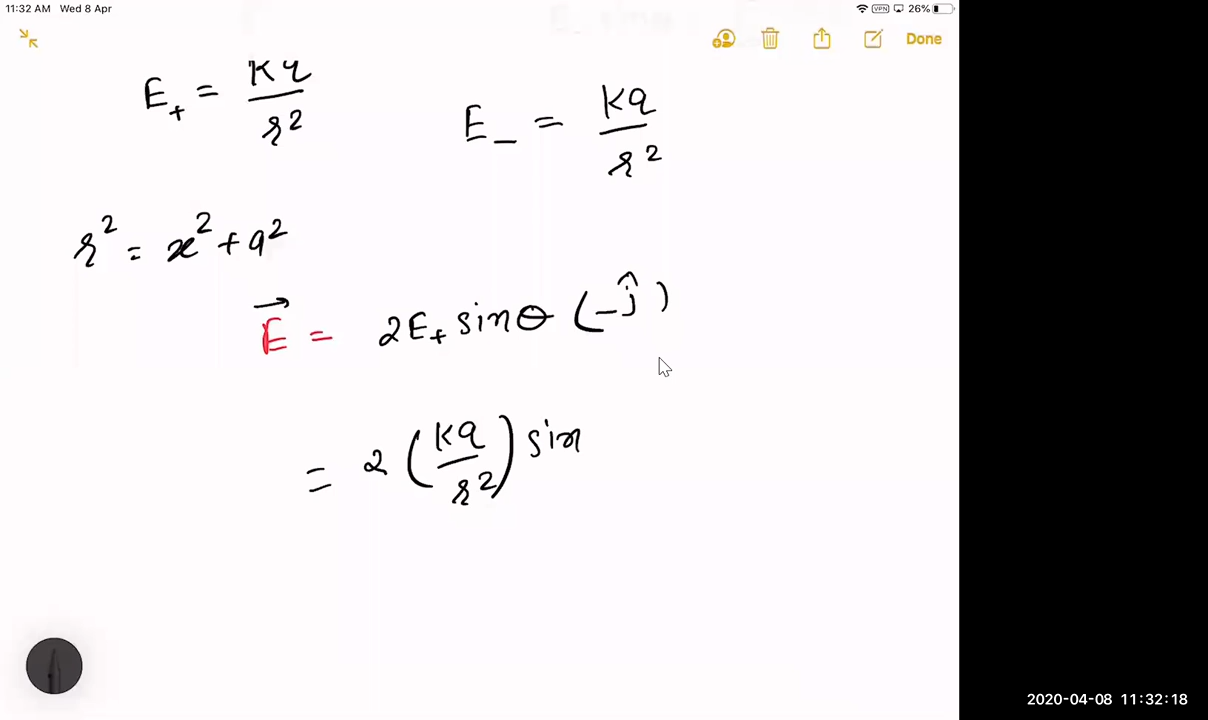 11:32 AM Wed 8 Apr VPN 26%
Done
E₊ = kq/r²
E₋ = kq/r²
r² = x² + a²
E⃗ = 2E₊ sinθ (-ĵ)
= 2 (kq/r²) sin
2020-04-08 11:32:18